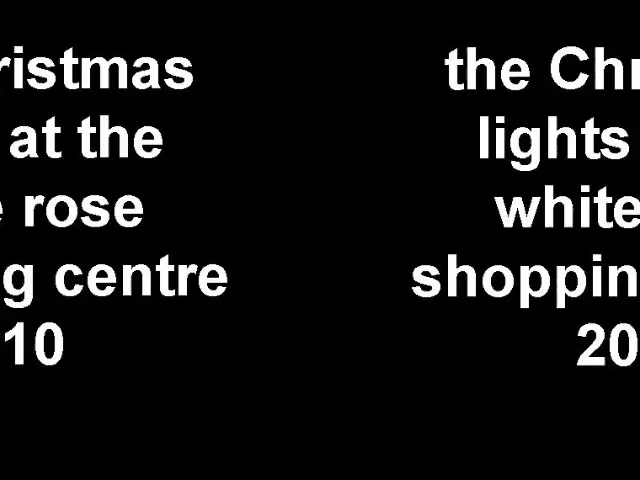 ristmas
at the
e rose
g centre
10
the Chr
lights
white
shoppin
20